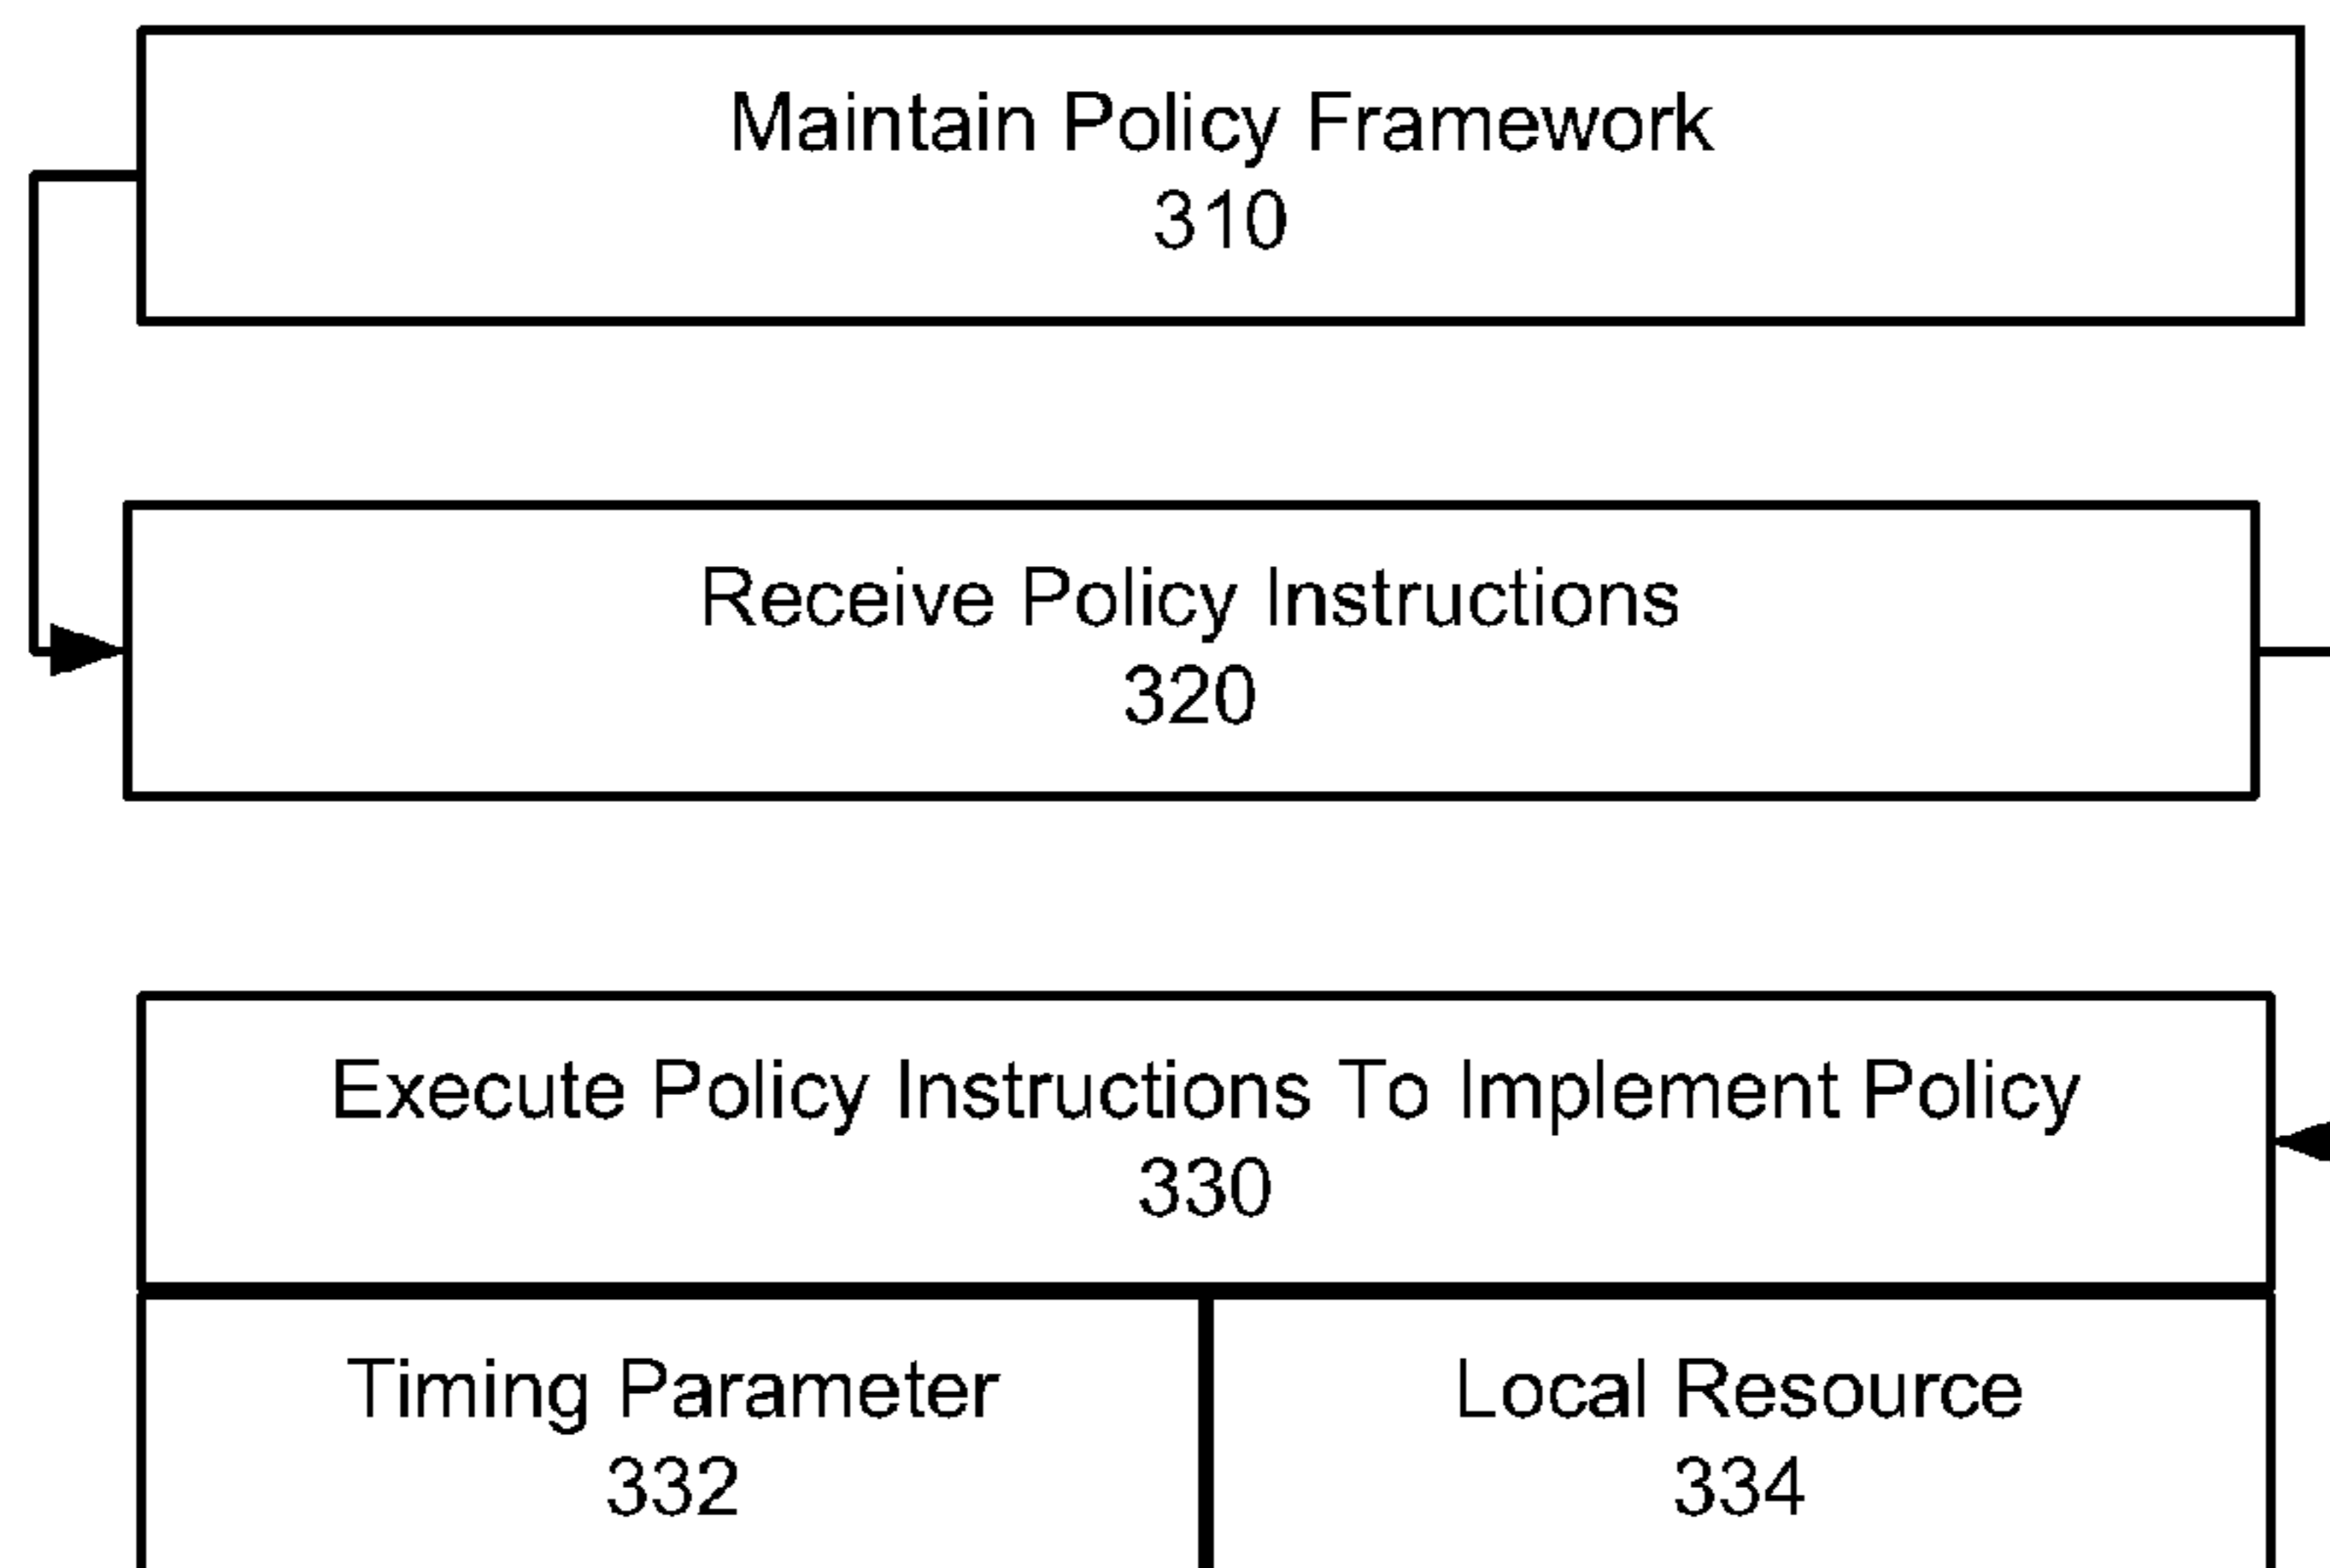 Maintain Policy Framework
310
Receive Policy Instructions
320
Execute Policy Instructions To Implement Policy
330
Timing Parameter
332
Local Resource
334